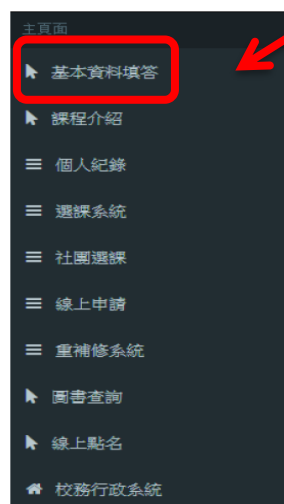 主頁面
基本資料填答
課程介紹
個人紀錄
選課系統
社團選課
線上申請
重補修系統
圖書查詢
線上點名
校務行政系統